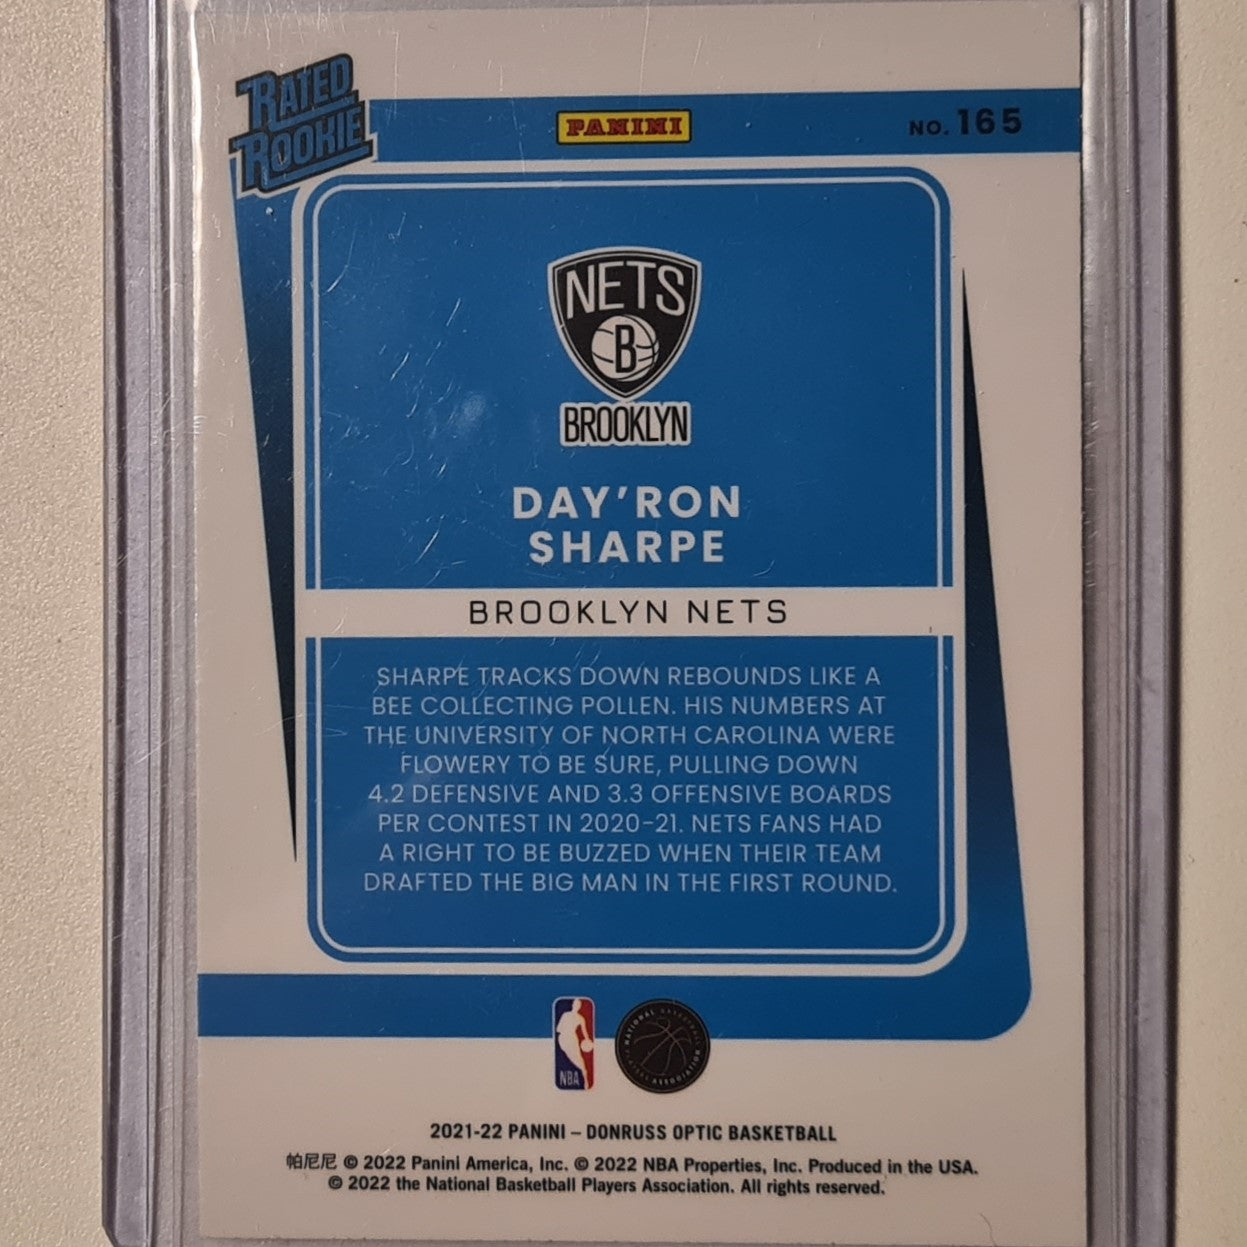 RATED
ROOKIE
PANINI
NO. 165
NETS
B
BROOKLYN
DAY'RON
SHARPE
BROOKLYN NETS
SHARPE TRACKS DOWN REBOUNDS LIKE A
BEE COLLECTING POLLEN. HIS NUMBERS AT
THE UNIVERSITY OF NORTH CAROLINA WERE
FLOWERY TO BE SURE, PULLING DOWN
4.2 DEFENSIVE AND 3.3 OFFENSIVE BOARDS
PER CONTEST IN 2020-21. NETS FANS HAD
A RIGHT TO BE BUZZED WHEN THEIR TEAM
DRAFTED THE BIG MAN IN THE FIRST ROUND.
NBA
NATIONAL BASKETBALL
PLAYERS ASSOCIATION
2021-22 PANINI – DONRUSS OPTIC BASKETBALL
帕尼尼 © 2022 Panini America, Inc. © 2022 NBA Properties, Inc. Produced in the USA.
© 2022 the National Basketball Players Association. All rights reserved.